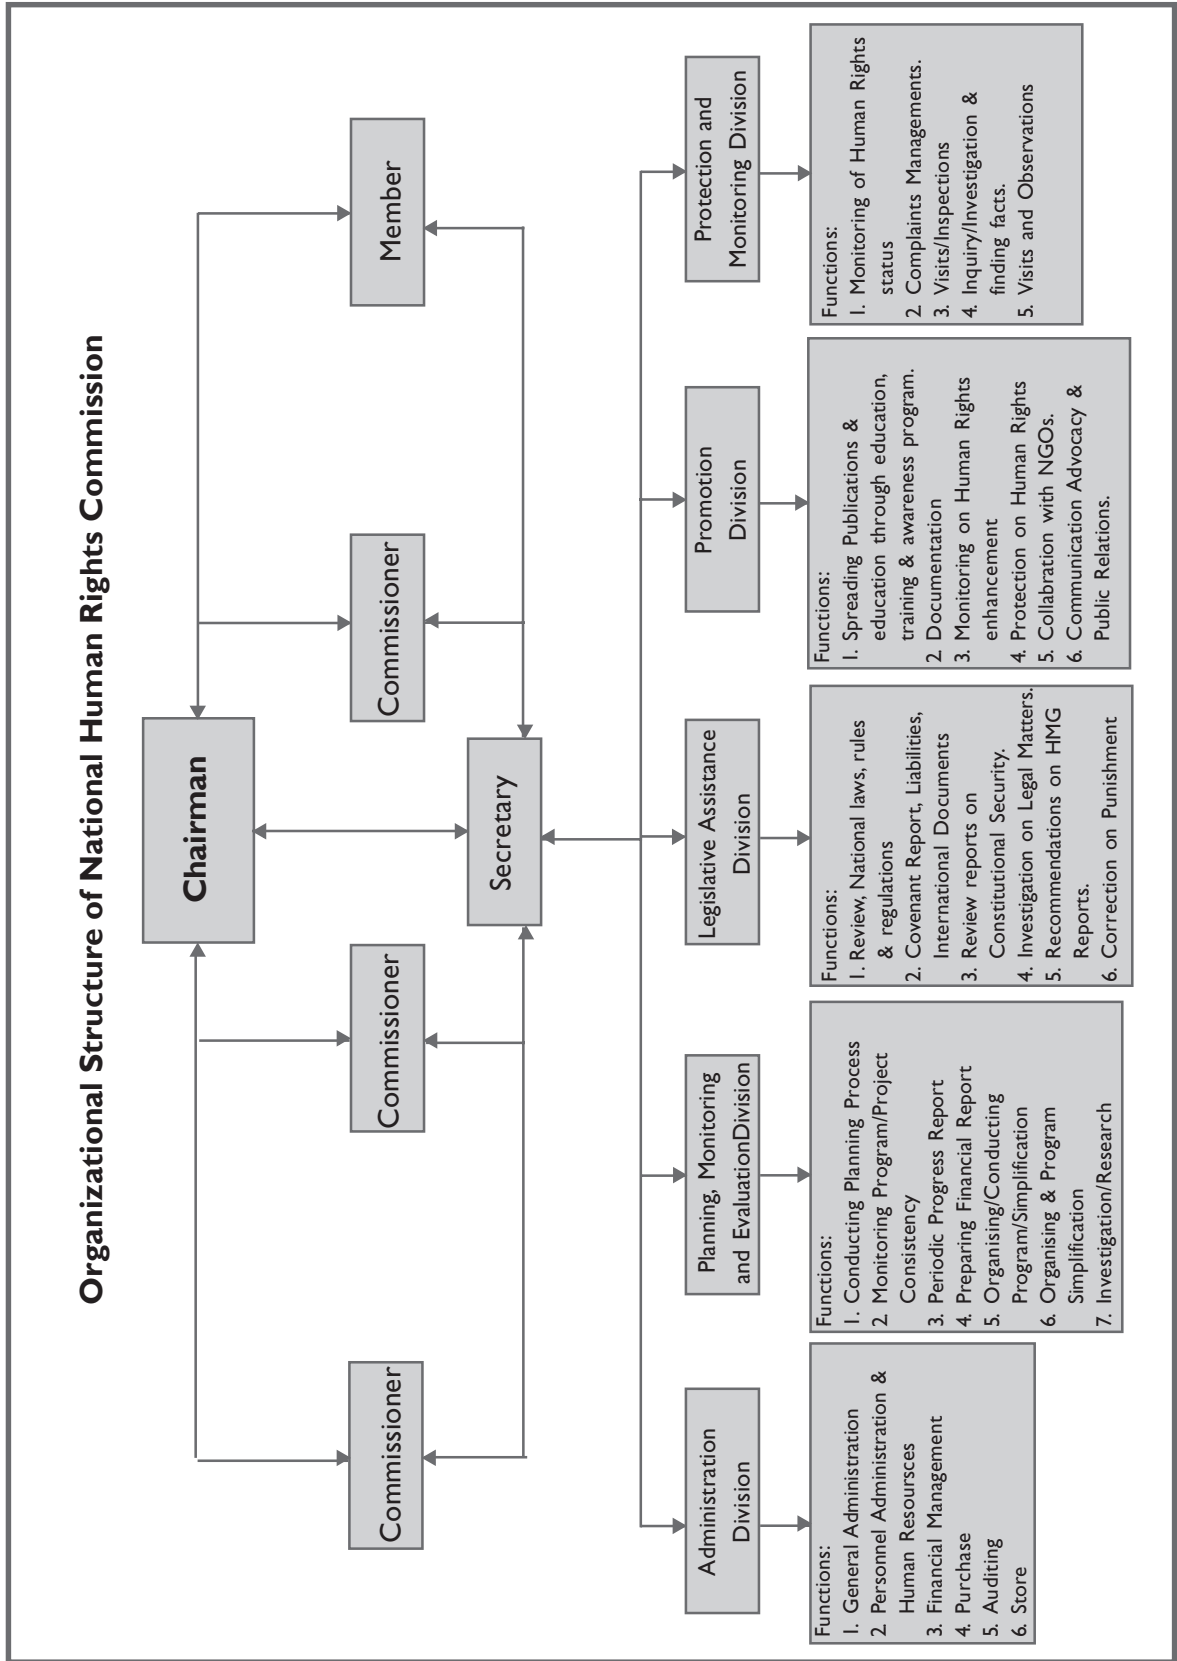 Organizational Structure of National Human Rights Commission
Chairman
Commissioner
Commissioner
Commissioner
Member
Secretary
Administration
Division
Functions:
1. General Administration
2. Personnel Administration &
Human Resoursces
3. Financial Management
4. Purchase
5. Auditing
6. Store
Planning, Monitoring
and EvaluationDivision
Functions:
1. Conducting Planning Process
2. Monitoring Program/Project
Consistency
3. Periodic Progress Report
4. Preparing Financial Report
5. Organising/Conducting
Program/Simplification
6. Organising & Program
Simplification
7. Investigation/Research
Legislative Assistance
Division
Functions:
1. Review, National laws, rules
& regulations
2. Covenant Report, Liabilities,
International Documents
3. Review reports on
Constitutional Security.
4. Investigation on Legal Matters.
5. Recommendations on HMG
Reports.
6. Correction on Punishment
Promotion
Division
Functions:
1. Spreading Publications &
education through education,
training & awareness program.
2. Documentation
3. Monitoring on Human Rights
enhancement
4. Protection on Human Rights
5. Collabration with NGOs.
6. Communication Advocacy &
Public Relations.
Protection and
Monitoring Division
Functions:
1. Monitoring of Human Rights
status
2. Complaints Managements.
3. Visits/Inspections
4. Inquiry/Investigation &
finding facts.
5. Visits and Observations